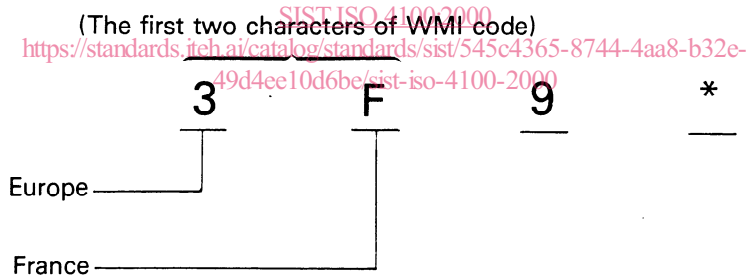 SIST ISO 4100:2000
(The first two characters of WMI code)
https://standards.iteh.ai/catalog/standards/sist/545c4365-8744-4aa8-b32e-
49d4ee10d6be/sist-iso-4100-2000
3 F 9 *
Europe
France